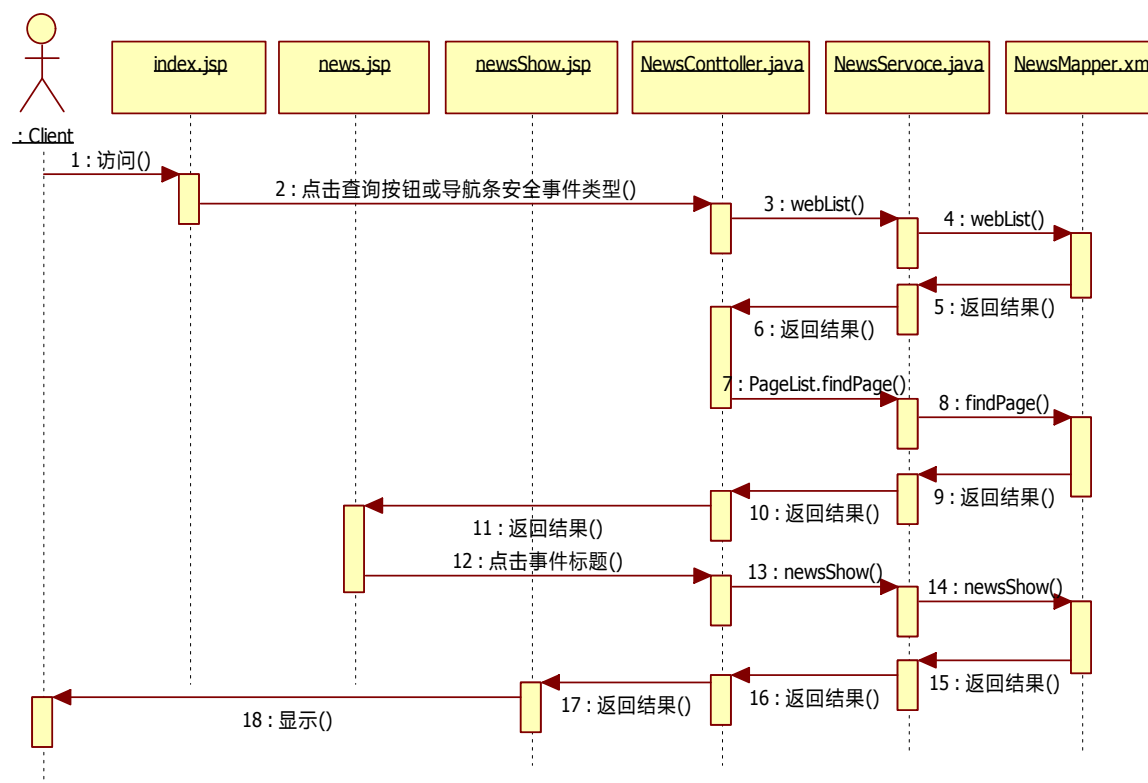 index.jsp
news.jsp
newsShow.jsp
NewsConttoller.java
NewsServoce.java
NewsMapper.xm
: Client
1 : 访问()
2 : 点击查询按钮或导航条安全事件类型()
3 : webList()
4 : webList()
5 : 返回结果()
6 : 返回结果()
7 : PageList.findPage()
8 : findPage()
9 : 返回结果()
10 : 返回结果()
11 : 返回结果()
12 : 点击事件标题()
13 : newsShow()
14 : newsShow()
15 : 返回结果()
16 : 返回结果()
17 : 返回结果()
18 : 显示()